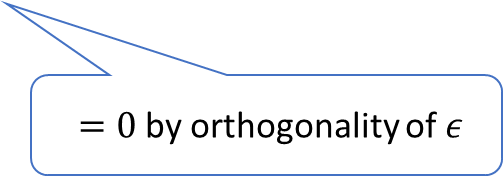 = 0 by orthogonality of ϵ